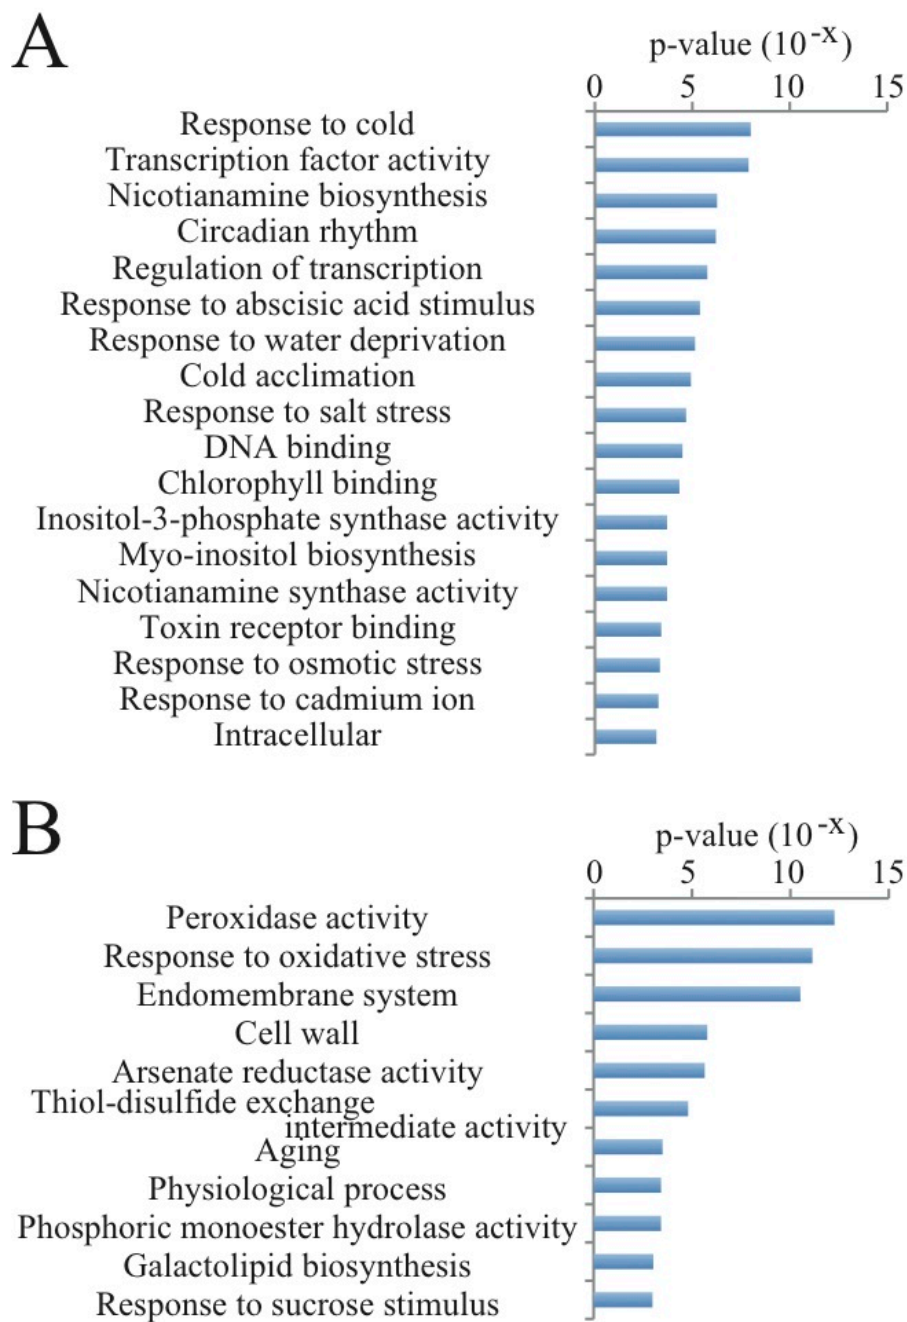 A
p-value (10^-x)
0 5 10 15
Response to cold
Transcription factor activity
Nicotianamine biosynthesis
Circadian rhythm
Regulation of transcription
Response to abscisic acid stimulus
Response to water deprivation
Cold acclimation
Response to salt stress
DNA binding
Chlorophyll binding
Inositol-3-phosphate synthase activity
Myo-inositol biosynthesis
Nicotianamine synthase activity
Toxin receptor binding
Response to osmotic stress
Response to cadmium ion
Intracellular
B
p-value (10^-x)
0 5 10 15
Peroxidase activity
Response to oxidative stress
Endomembrane system
Cell wall
Arsenate reductase activity
Thiol-disulfide exchange
intermediate activity
Aging
Physiological process
Phosphoric monoester hydrolase activity
Galactolipid biosynthesis
Response to sucrose stimulus